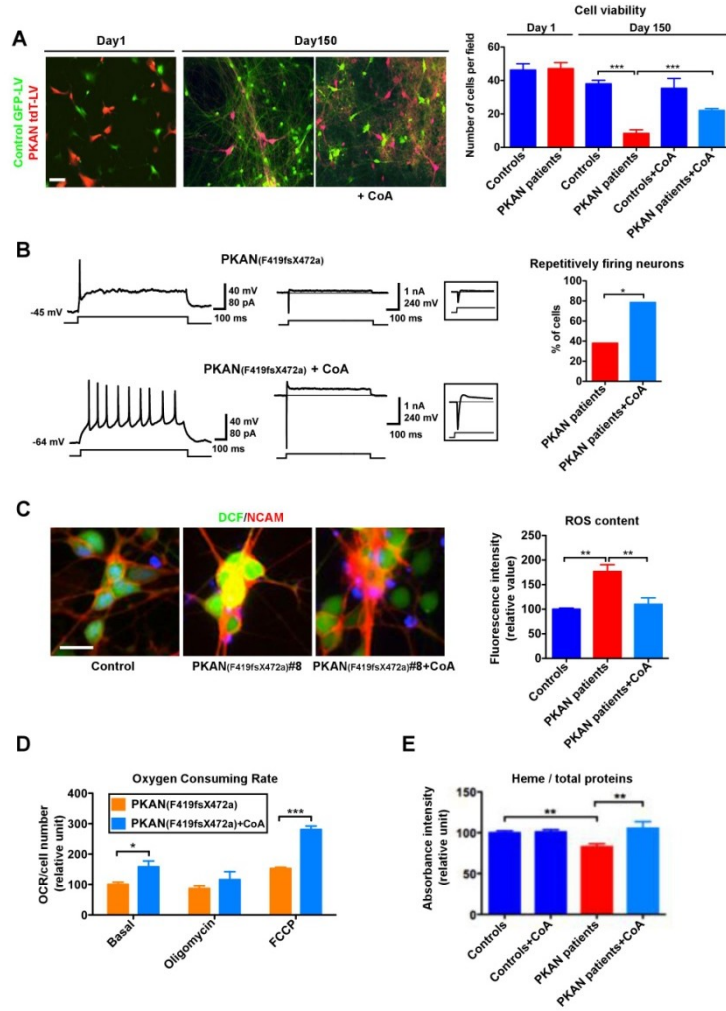 A
Day1
Day150
Control GFP-LV
PKAN tdT-LV
+ CoA
Cell viability
Day 1
Day 150
Number of cells per field
60
40
20
0
***
***
Controls
PKAN patients
Controls
PKAN patients
Controls+CoA
PKAN patients+CoA
B
PKAN(F419fsX472a)
-45 mV
40 mV
80 pA
100 ms
1 nA
240 mV
100 ms
PKAN(F419fsX472a) + CoA
-64 mV
40 mV
80 pA
100 ms
1 nA
240 mV
100 ms
Repetitively firing neurons
% of cells
100
80
60
40
20
0
*
PKAN patients
PKAN patients+CoA
C
DCF/NCAM
Control
PKAN(F419fsX472a)#8
PKAN(F419fsX472a)#8+CoA
ROS content
Fluorescence intensity
(relative value)
250
200
150
100
50
0
**
**
Controls
PKAN patients
PKAN patients+CoA
D
Oxygen Consuming Rate
OCR/cell number
(relative unit)
400
300
200
100
0
PKAN(F419fsX472a)
PKAN(F419fsX472a)+CoA
*
***
Basal
Oligomycin
FCCP
E
Heme / total proteins
Absorbance intensity
(relative unit)
150
100
50
0
**
**
Controls
Controls+CoA
PKAN patients
PKAN patients+CoA